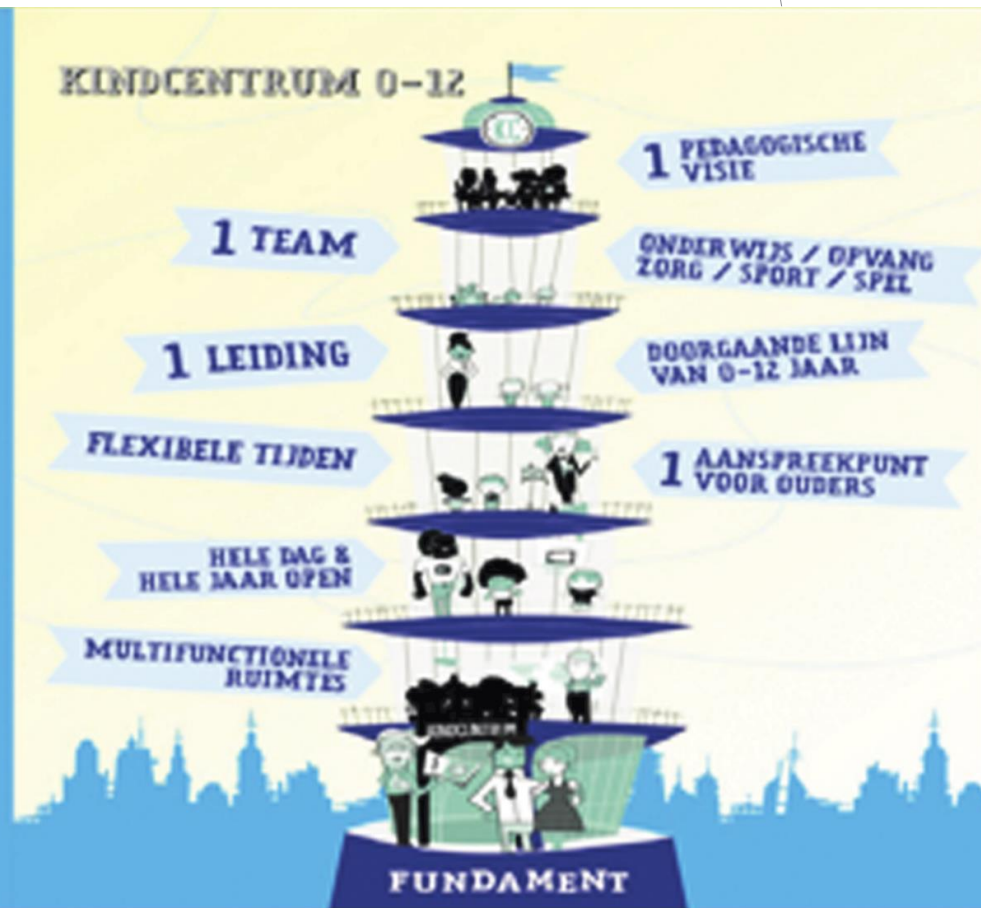 KINDCENTRUM 0-12
1 PEDAGOGISCHE
VISIE
1 TEAM
ONDERWIJS / OPVANG
ZORG / SPORT / SPEL
1 LEIDING
DOORGAANDE LIJN
VAN 0-12 JAAR
FLEXIBELE TIJDEN
1 AANSPREEKPUNT
VOOR OUDERS
HELE DAG &
HELE JAAR OPEN
MULTIFUNCTIONELE
RUIMTES
KINDCENTRUM
FUNDAMENT